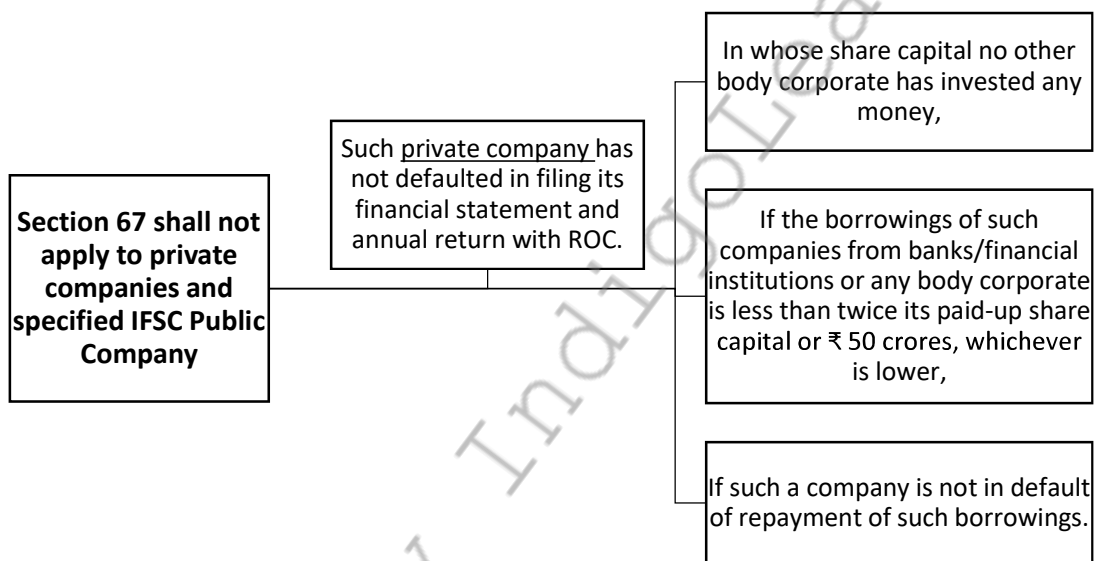 Section 67 shall not
apply to private
companies and
specified IFSC Public
Company
Such private company has
not defaulted in filing its
financial statement and
annual return with ROC.
In whose share capital no other
body corporate has invested any
money,
If the borrowings of such
companies from banks/financial
institutions or any body corporate
is less than twice its paid-up share
capital or ₹ 50 crores, whichever
is lower,
If such a company is not in default
of repayment of such borrowings.